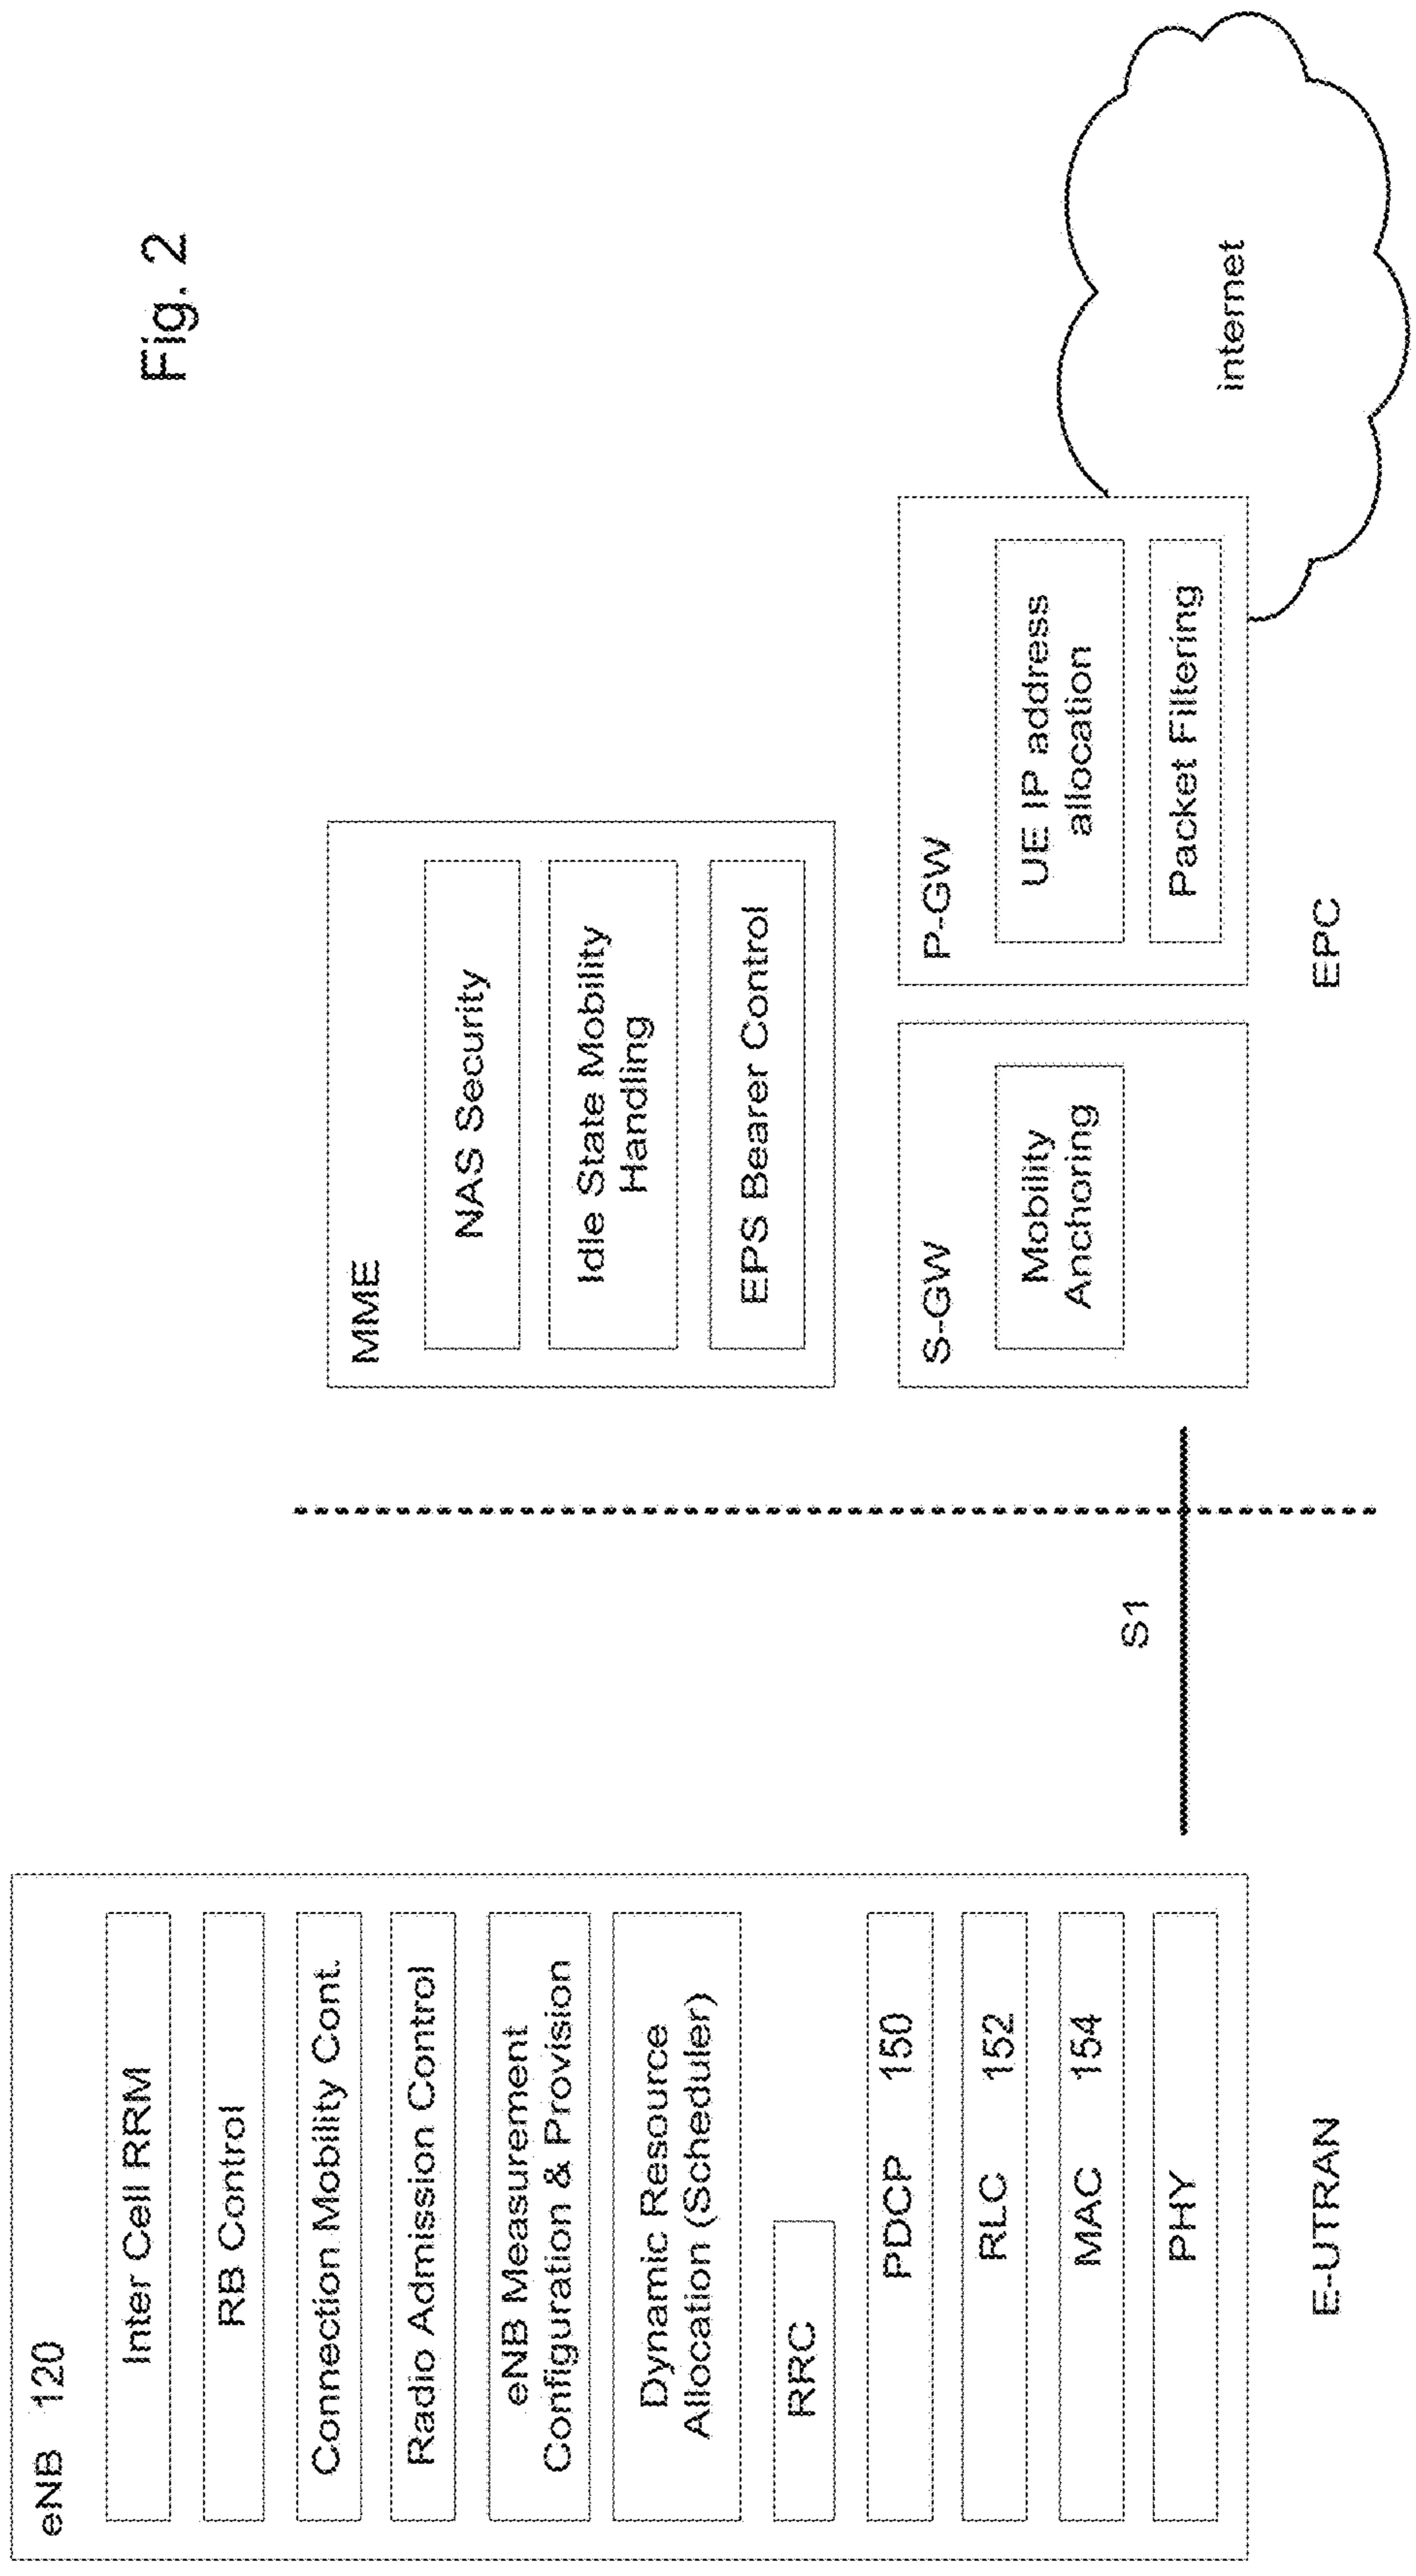 Fig. 2
eNB 120
Inter Cell RRM
RB Control
Connection Mobility Cont.
Radio Admission Control
eNB Measurement
Configuration & Provision
Dynamic Resource
Allocation (Scheduler)
RRC
PDCP 150
RLC 152
MAC 154
PHY
E-UTRAN
S1
MME
NAS Security
Idle State Mobility
Handling
EPS Bearer Control
S-GW
Mobility
Anchoring
P-GW
UE IP address
allocation
Packet Filtering
EPC
internet